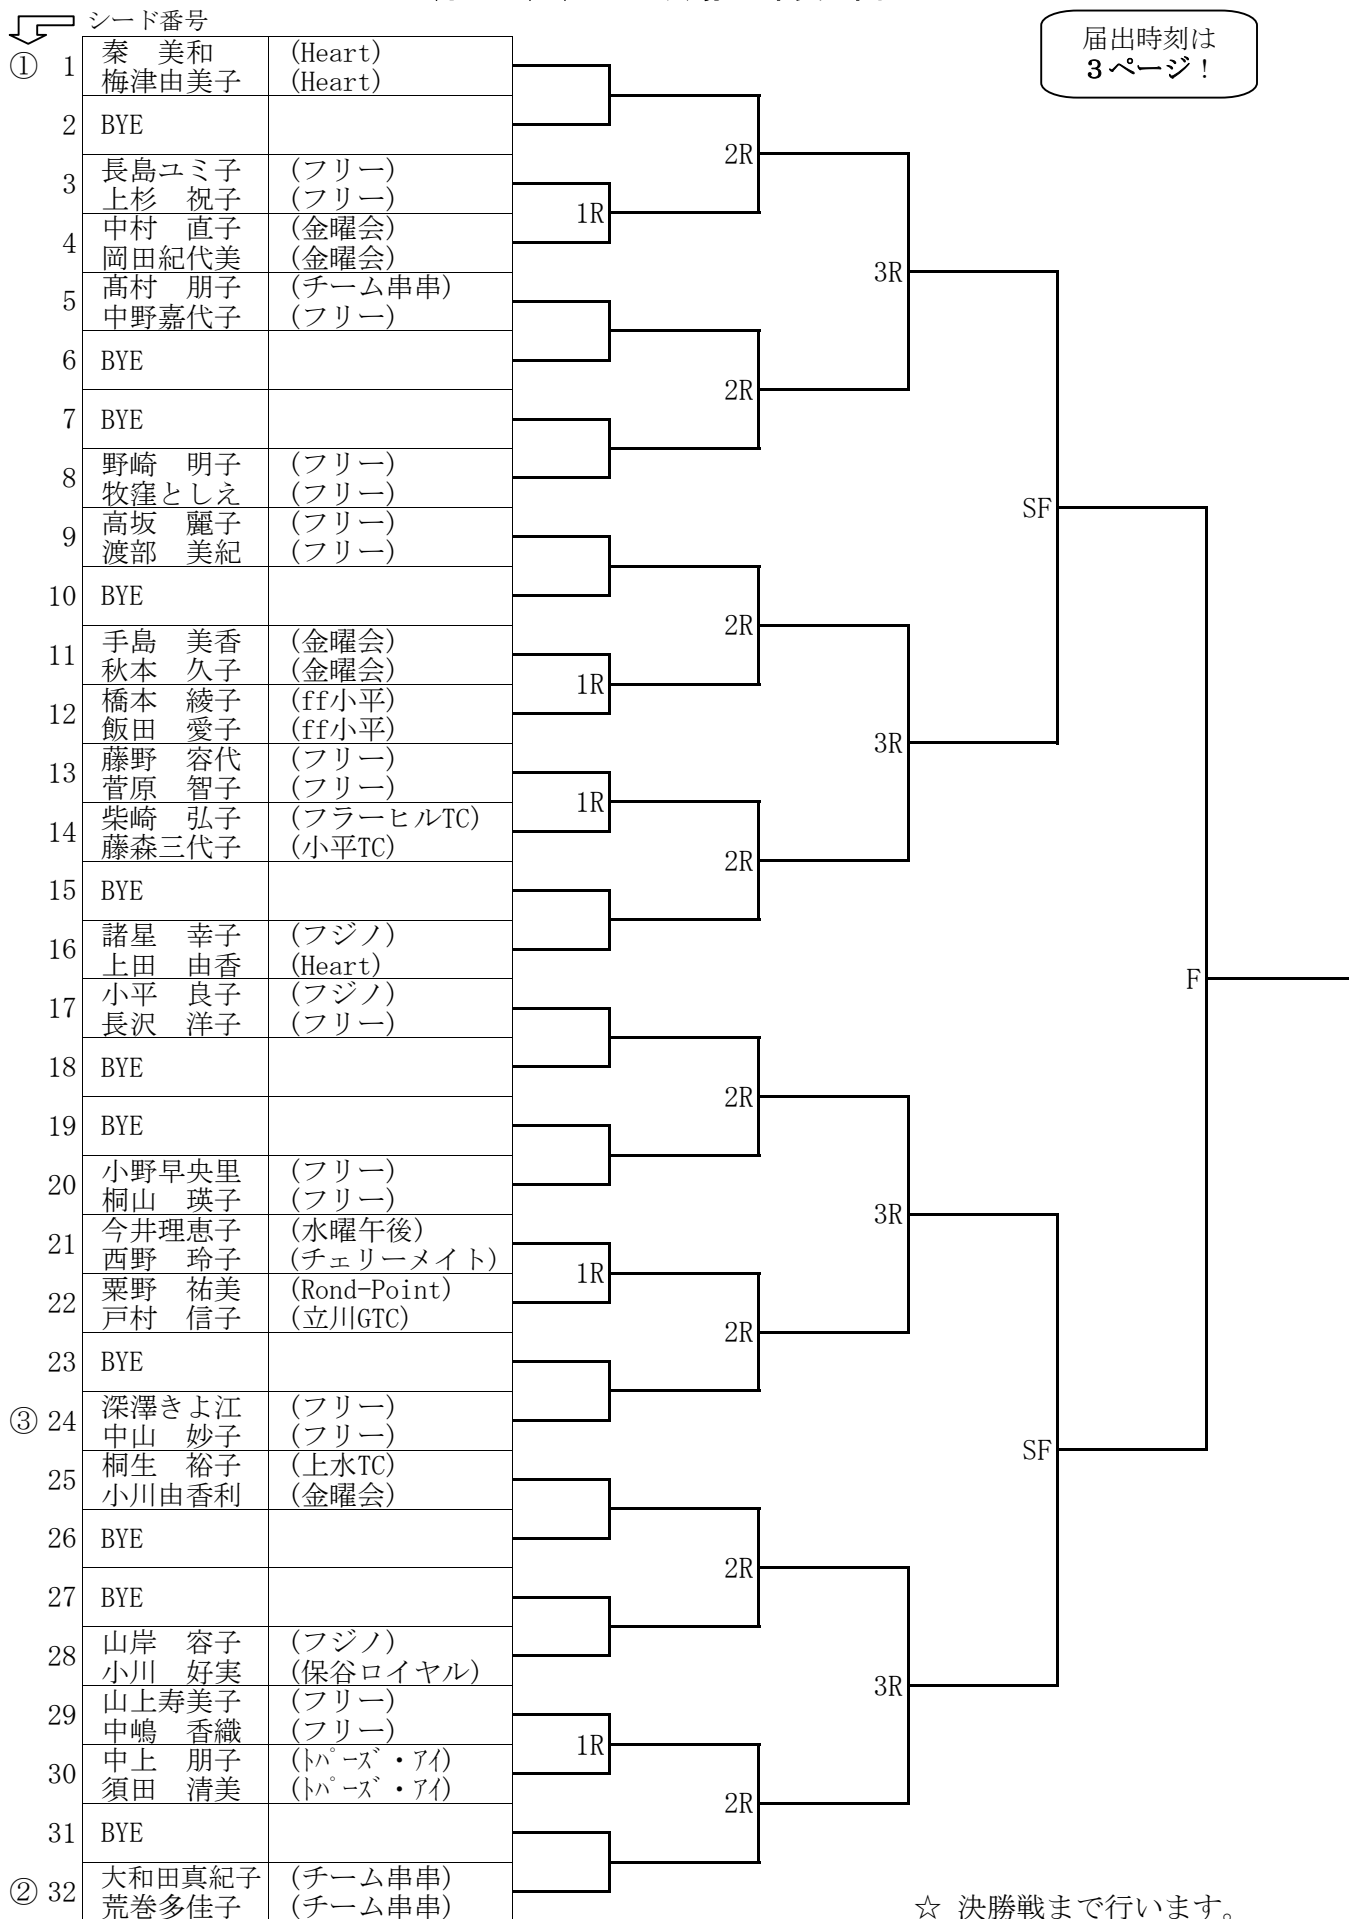 シード番号
届出時刻は
3ページ！
① 1 秦　美和 (Heart)
梅津由美子 (Heart)
2 BYE
2R
3 長島ユミ子 (フリー)
上杉　祝子 (フリー)
1R
4 中村　直子 (金曜会)
岡田紀代美 (金曜会)
3R
5 髙村　朋子 (チーム串串)
中野嘉代子 (フリー)
6 BYE
2R
7 BYE
8 野崎　明子 (フリー)
牧窪としえ (フリー)
SF
9 高坂　麗子 (フリー)
渡部　美紀 (フリー)
10 BYE
2R
11 手島　美香 (金曜会)
秋本　久子 (金曜会)
1R
12 橋本　綾子 (ff小平)
飯田　愛子 (ff小平)
3R
13 藤野　容代 (フリー)
菅原　智子 (フリー)
1R
14 柴崎　弘子 (フラーヒルTC)
藤森三代子 (小平TC)
2R
15 BYE
16 諸星　幸子 (フジノ)
上田　由香 (Heart)
F
17 小平　良子 (フジノ)
長沢　洋子 (フリー)
18 BYE
2R
19 BYE
20 小野早央里 (フリー)
桐山　瑛子 (フリー)
3R
21 今井理恵子 (水曜午後)
西野　玲子 (チェリーメイト)
1R
22 粟野　祐美 (Rond-Point)
戸村　信子 (立川GTC)
2R
23 BYE
③ 24 深澤きよ江 (フリー)
中山　妙子 (フリー)
SF
25 桐生　裕子 (上水TC)
小川由香利 (金曜会)
26 BYE
2R
27 BYE
28 山岸　容子 (フジノ)
小川　好実 (保谷ロイヤル)
3R
29 山上寿美子 (フリー)
中嶋　香織 (フリー)
1R
30 中上　朋子 (ﾄﾊﾟｰｽﾞ・ｱｲ)
須田　清美 (ﾄﾊﾟｰｽﾞ・ｱｲ)
2R
31 BYE
② 32 大和田真紀子 (チーム串串)
荒巻多佳子 (チーム串串)
☆ 決勝戦まで行います。